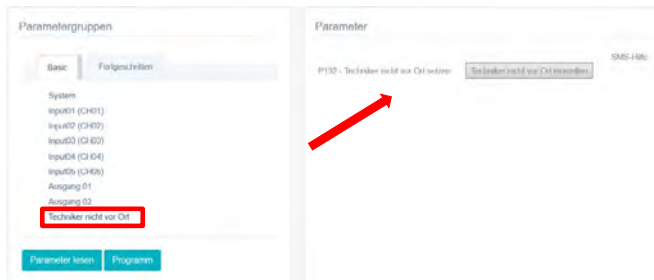 Parametergruppen
Basic
Fortgeschritten
System
Input01 (CH01)
Input02 (CH02)
Input03 (CH03)
Input04 (CH04)
Input05 (CH05)
Ausgang 01
Ausgang 02
Techniker nicht vor Ort
Parameter lesen
Programm
Parameter
SMS-Hilfe
P132 - Techniker nicht vor Ort setzen
Techniker nicht vor Ort einstellen